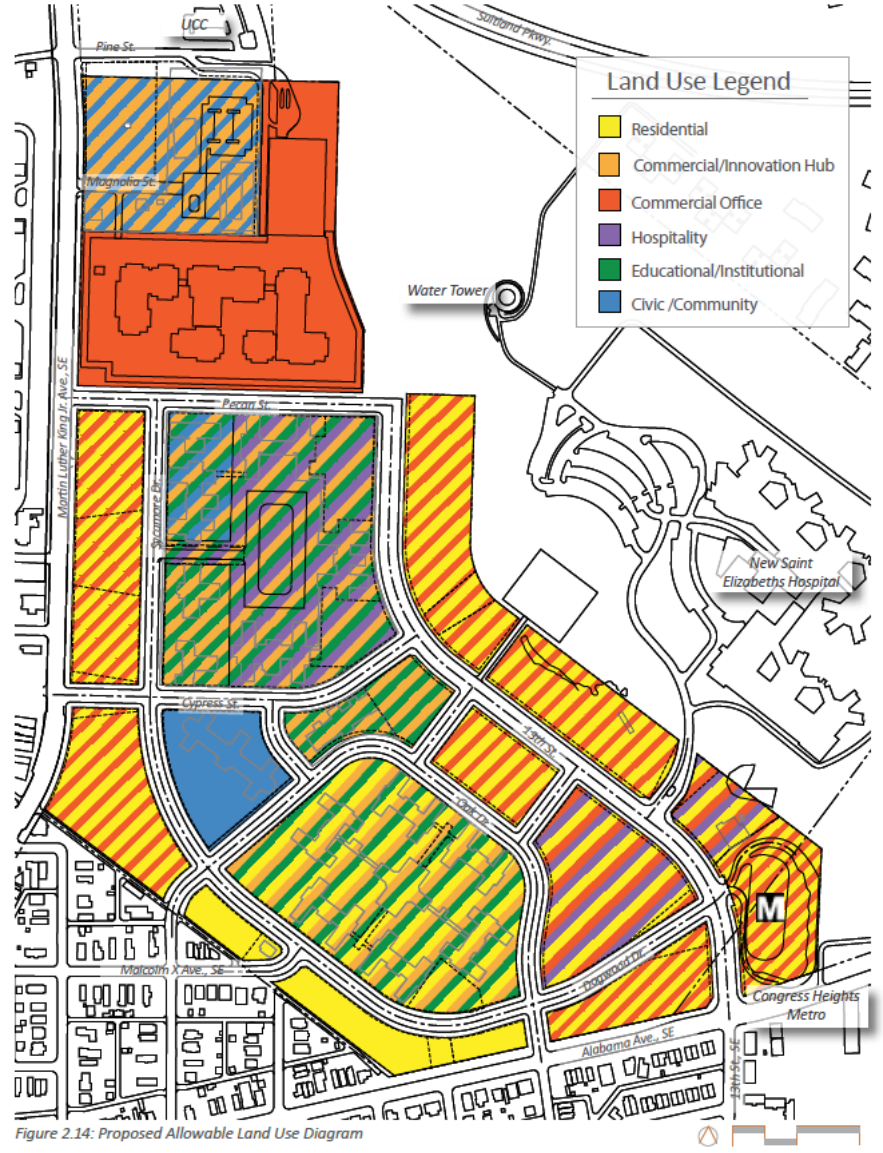 UCC
Suitland Pkwy.
Pine St.
Land Use Legend
Residential
Commercial/Innovation Hub
Commercial Office
Hospitality
Educational/Institutional
Civic /Community
Magnolia St.
Water Tower
Martin Luther King Jr. Ave., SE
Pecan St.
Sycamore Dr.
New Saint
Elizabeths Hospital
Cypress St.
13th St.
Oak Dr.
M
Malcolm X Ave., SE
Dogwood Dr.
Congress Heights
Metro
Alabama Ave., SE
13th St., SE
Figure 2.14: Proposed Allowable Land Use Diagram